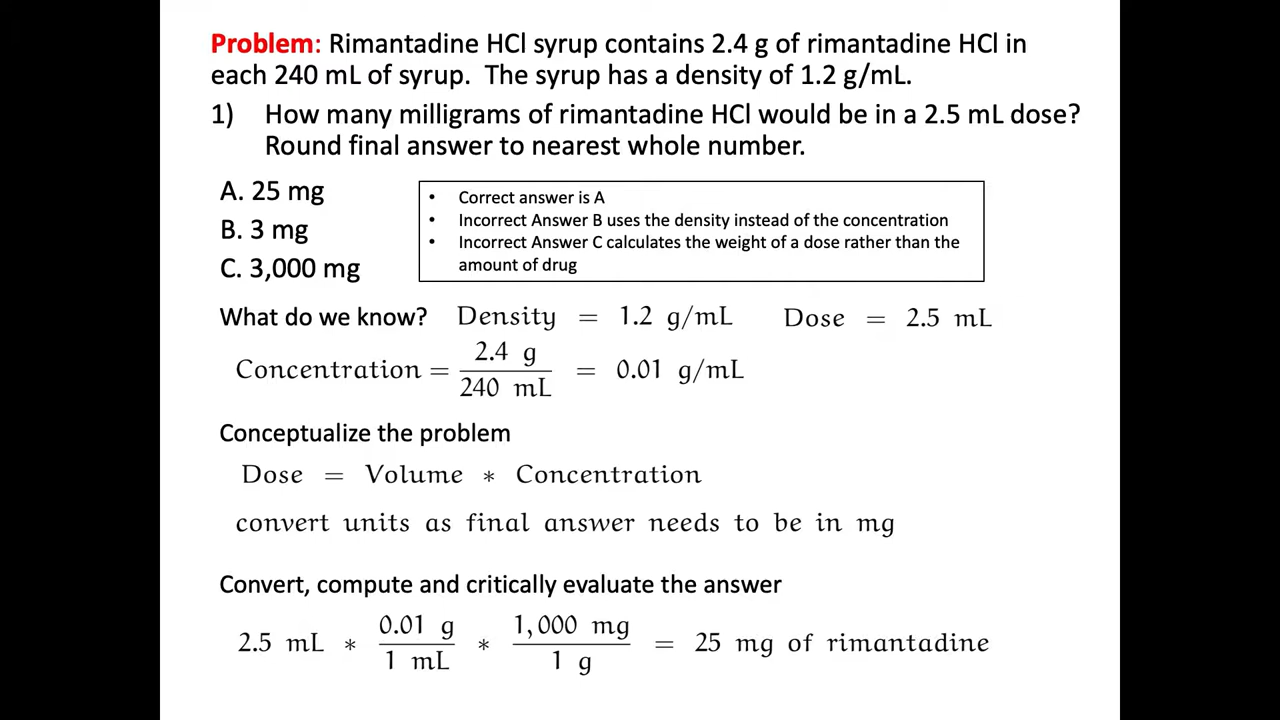 Problem: Rimantadine HCl syrup contains 2.4 g of rimantadine HCl in
each 240 mL of syrup. The syrup has a density of 1.2 g/mL.
1) How many milligrams of rimantadine HCl would be in a 2.5 mL dose?
Round final answer to nearest whole number.
A. 25 mg
B. 3 mg
C. 3,000 mg
• Correct answer is A
• Incorrect Answer B uses the density instead of the concentration
• Incorrect Answer C calculates the weight of a dose rather than the
amount of drug
What do we know? Density = 1.2 g/mL Dose = 2.5 mL
Concentration = 2.4 g / 240 mL = 0.01 g/mL
Conceptualize the problem
Dose = Volume * Concentration
convert units as final answer needs to be in mg
Convert, compute and critically evaluate the answer
2.5 mL * 0.01 g / 1 mL * 1,000 mg / 1 g = 25 mg of rimantadine